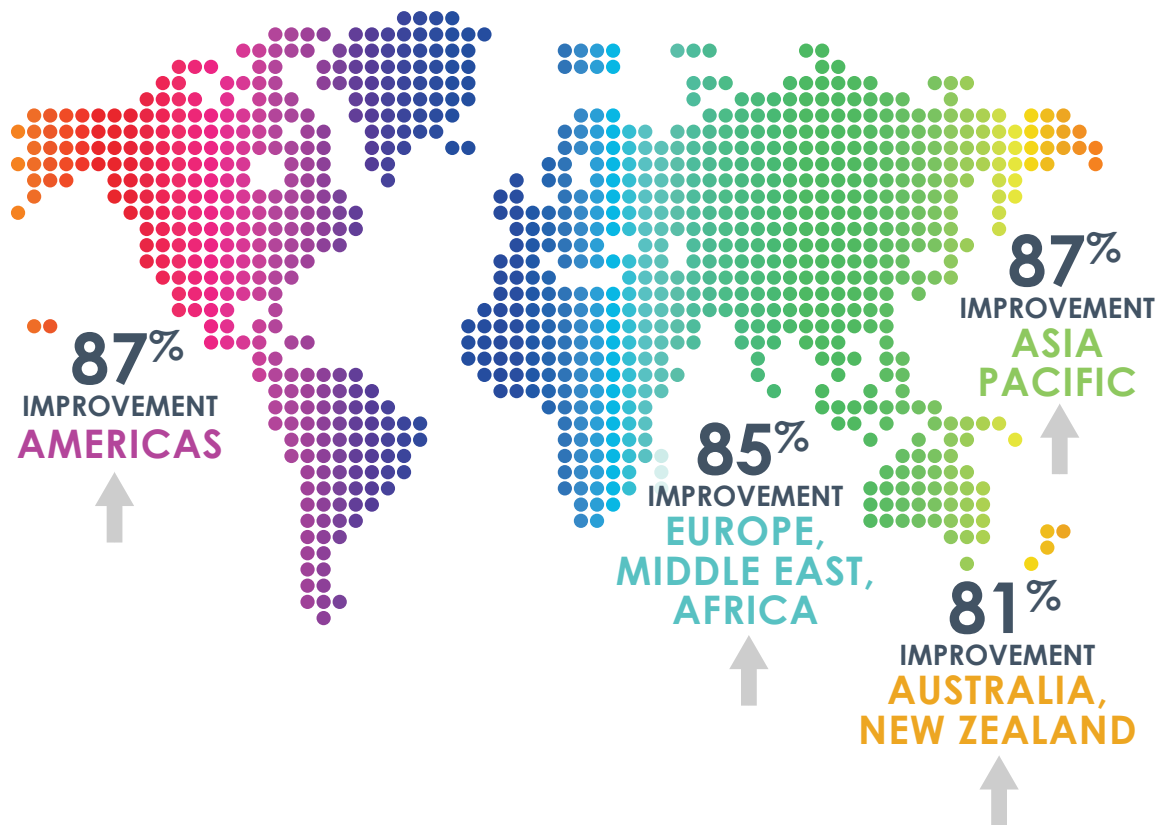 87%
IMPROVEMENT
AMERICAS
85%
IMPROVEMENT
EUROPE,
MIDDLE EAST,
AFRICA
87%
IMPROVEMENT
ASIA
PACIFIC
81%
IMPROVEMENT
AUSTRALIA,
NEW ZEALAND